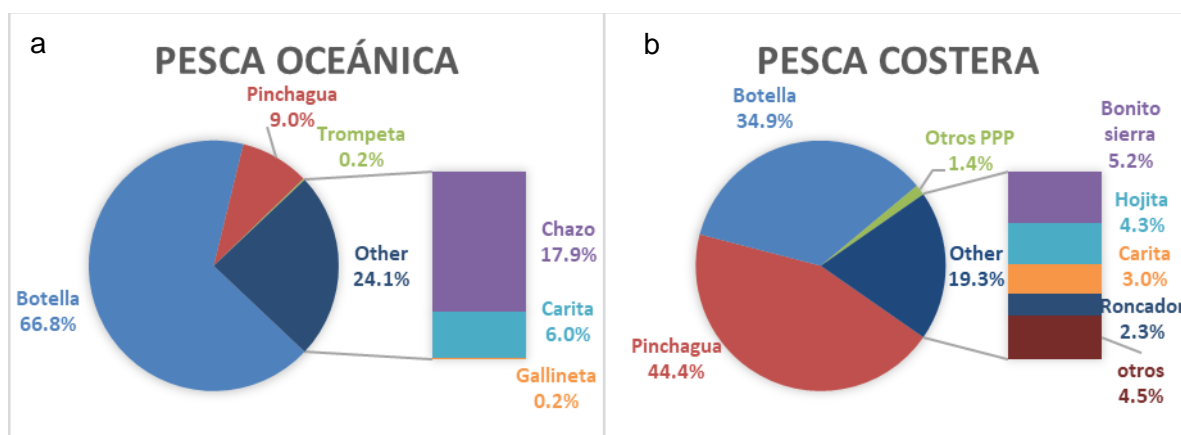 a
PESCA OCEÁNICA
Pinchagua
9.0%
Trompeta
0.2%
Chazo
17.9%
Other
24.1%
Botella
66.8%
Carita
6.0%
Gallineta
0.2%
b
PESCA COSTERA
Botella
34.9%
Otros PPP
1.4%
Bonito
sierra
5.2%
Hojita
4.3%
Other
19.3%
Carita
3.0%
Roncador
2.3%
Pinchagua
44.4%
otros
4.5%